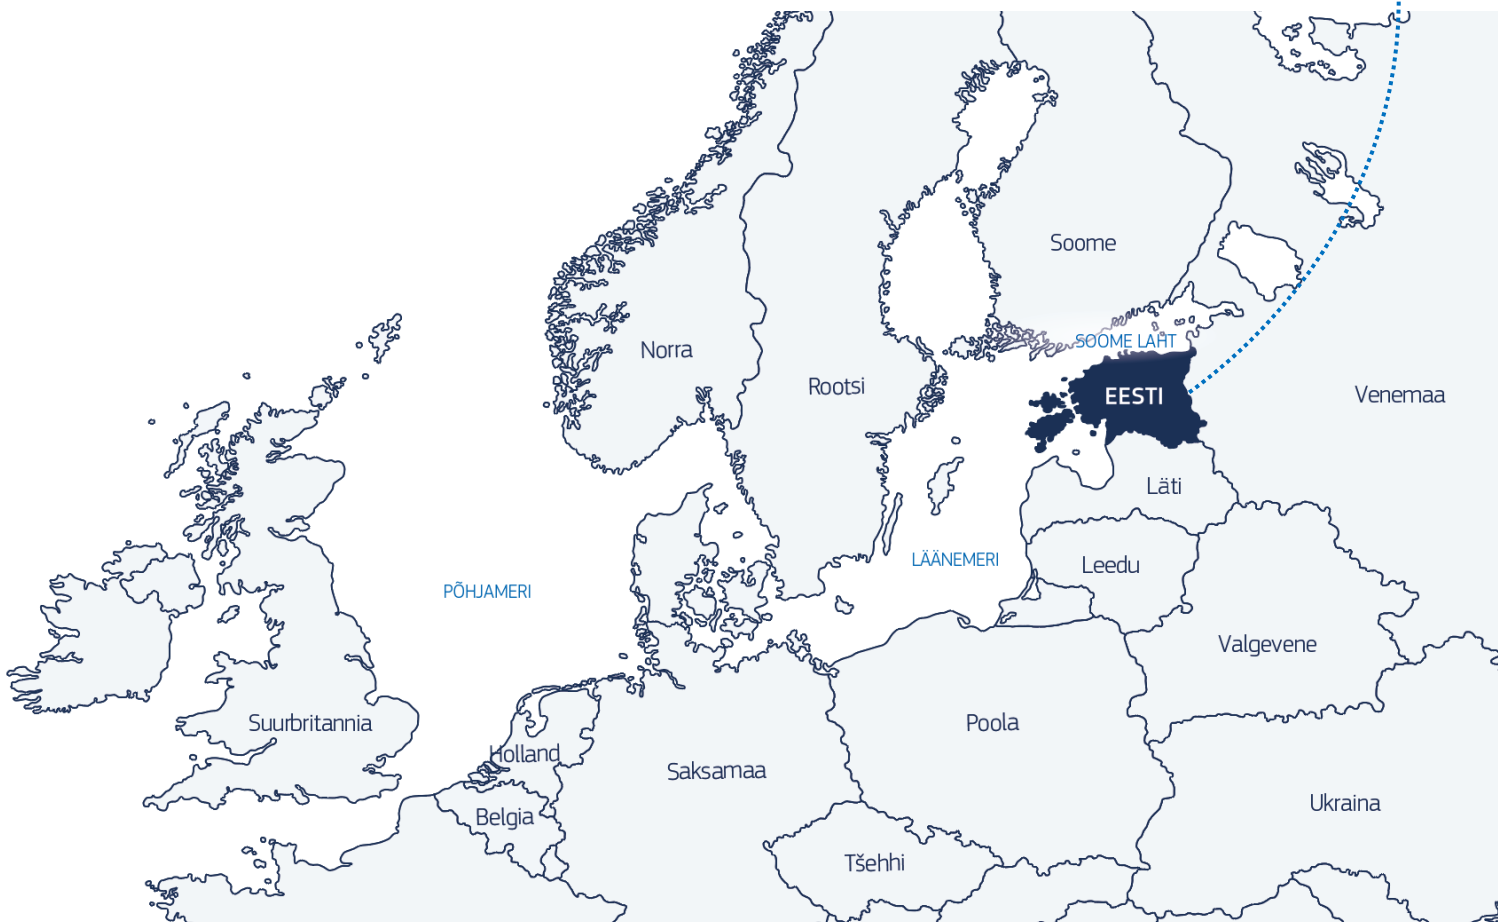 Soome
SOOME LAHT
Norra
Rootsi
EESTI
Venemaa
Läti
LÄÄNEMERI
Leedu
PÕHJAMERI
Valgevene
Suurbritannia
Poola
Holland
Saksamaa
Ukraina
Belgia
Tšehhi